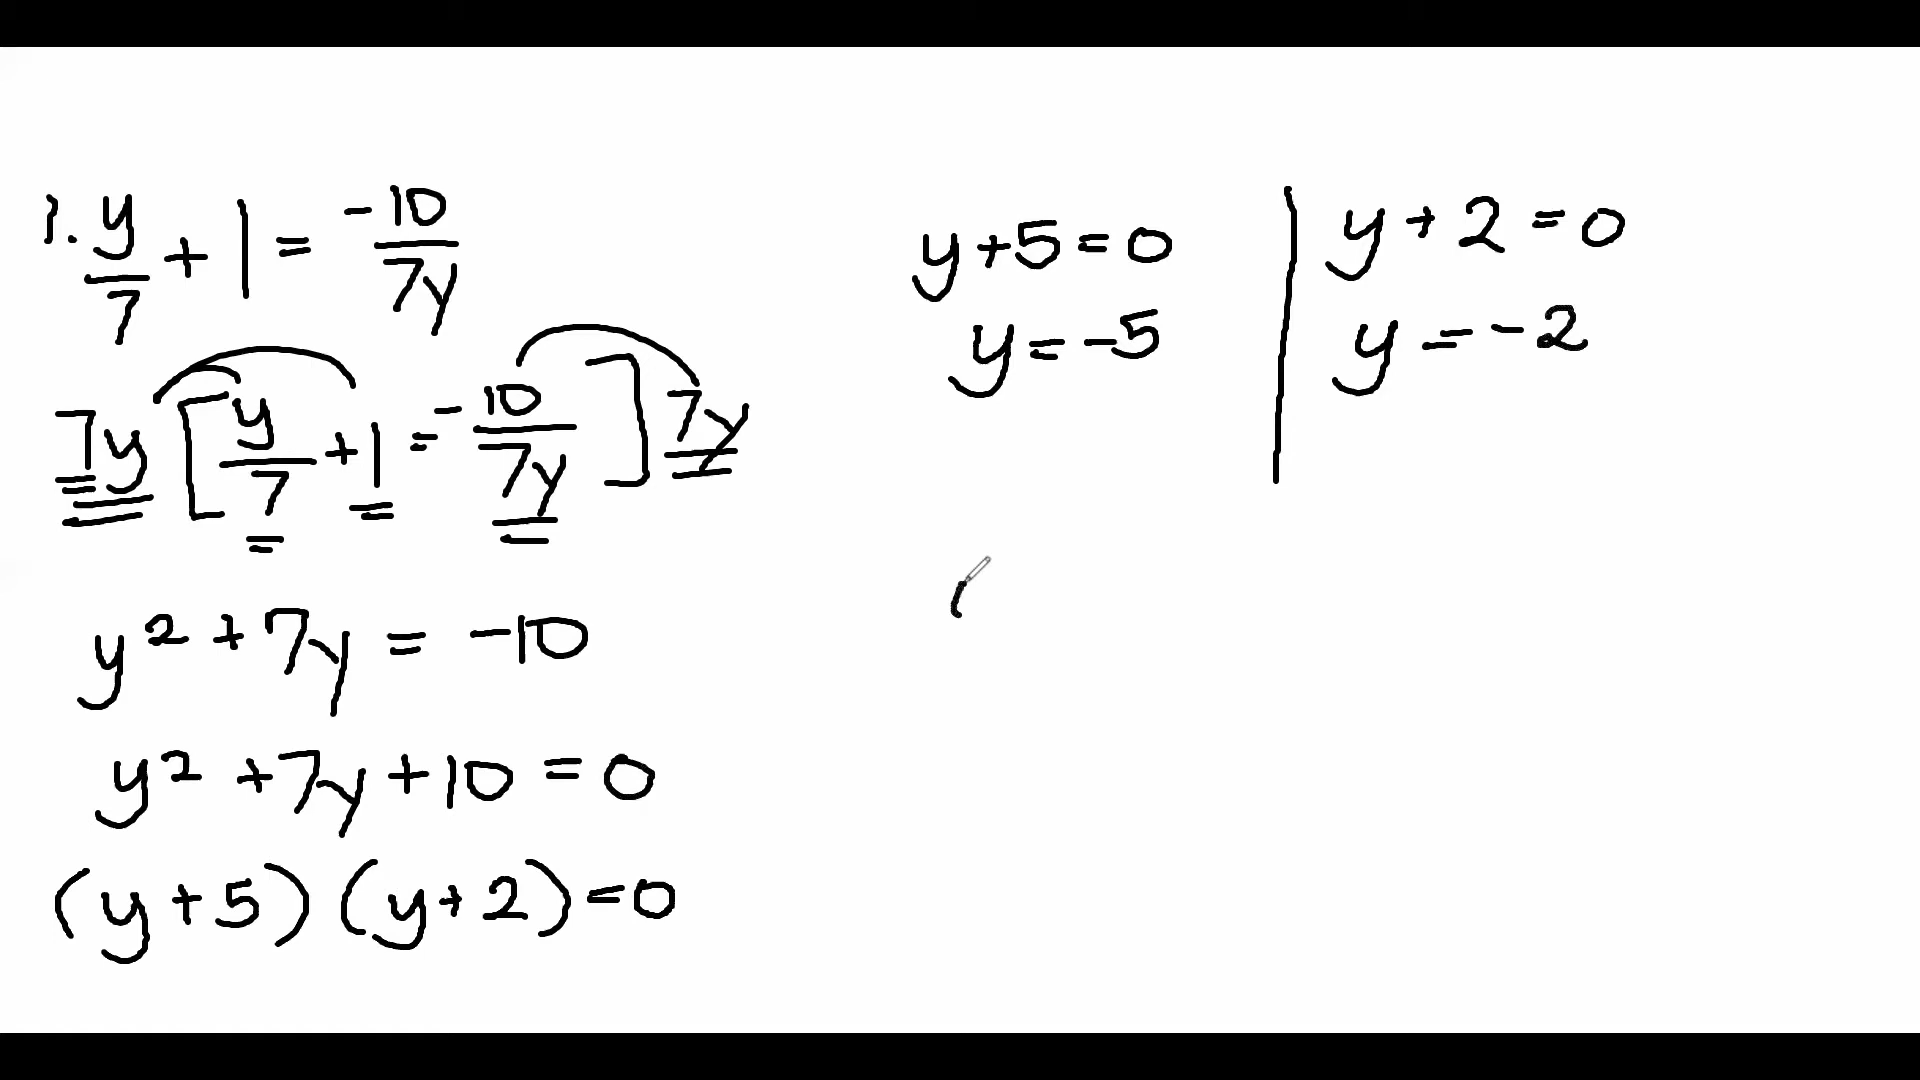 1. y/7 + 1 = -10/7y
7y [ y/7 + 1 = -10/7y ] 7y
y² + 7y = -10
y² + 7y + 10 = 0
(y + 5) (y + 2) = 0
y + 5 = 0
y = -5
y + 2 = 0
y = -2
(